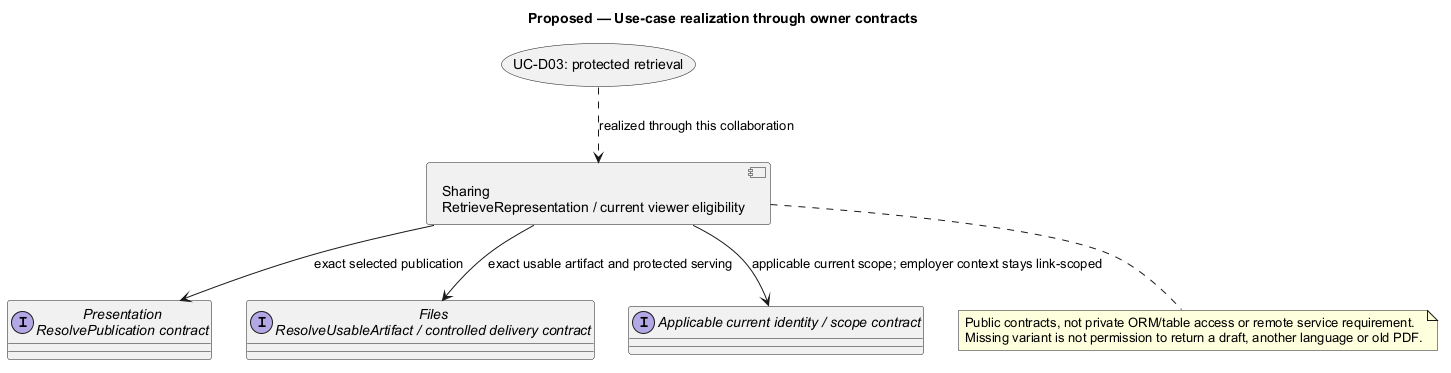 Proposed — Use-case realization through owner contracts
UC-D03: protected retrieval
realized through this collaboration
Sharing
RetrieveRepresentation / current viewer eligibility
exact selected publication
exact usable artifact and protected serving
applicable current scope; employer context stays link-scoped
I
Presentation
ResolvePublication contract
I
Files
ResolveUsableArtifact / controlled delivery contract
I
Applicable current identity / scope contract
Public contracts, not private ORM/table access or remote service requirement.
Missing variant is not permission to return a draft, another language or old PDF.